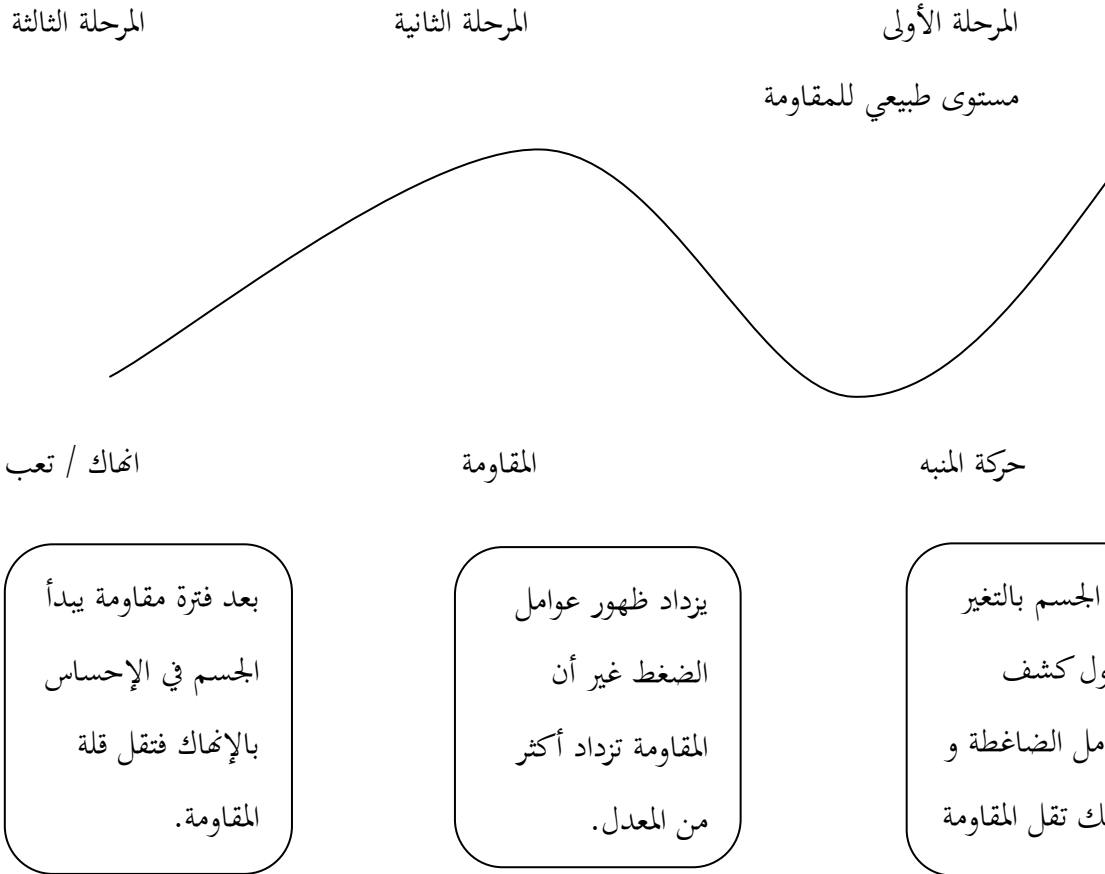 المرحلة الأولى
المرحلة الثانية
المرحلة الثالثة
مستوى طبيعي للمقاومة
حركة المنبه
المقاومة
انهاك / تعب
الجسم بالتغير
كشف
الضاغطة و
تقل المقاومة
يزداد ظهور عوامل
الضغط غير أن
المقاومة تزداد أكثر
من المعدل.
بعد فترة مقاومة يبدأ
الجسم في الإحساس
بالإنهاك فتقل قلة
المقاومة.